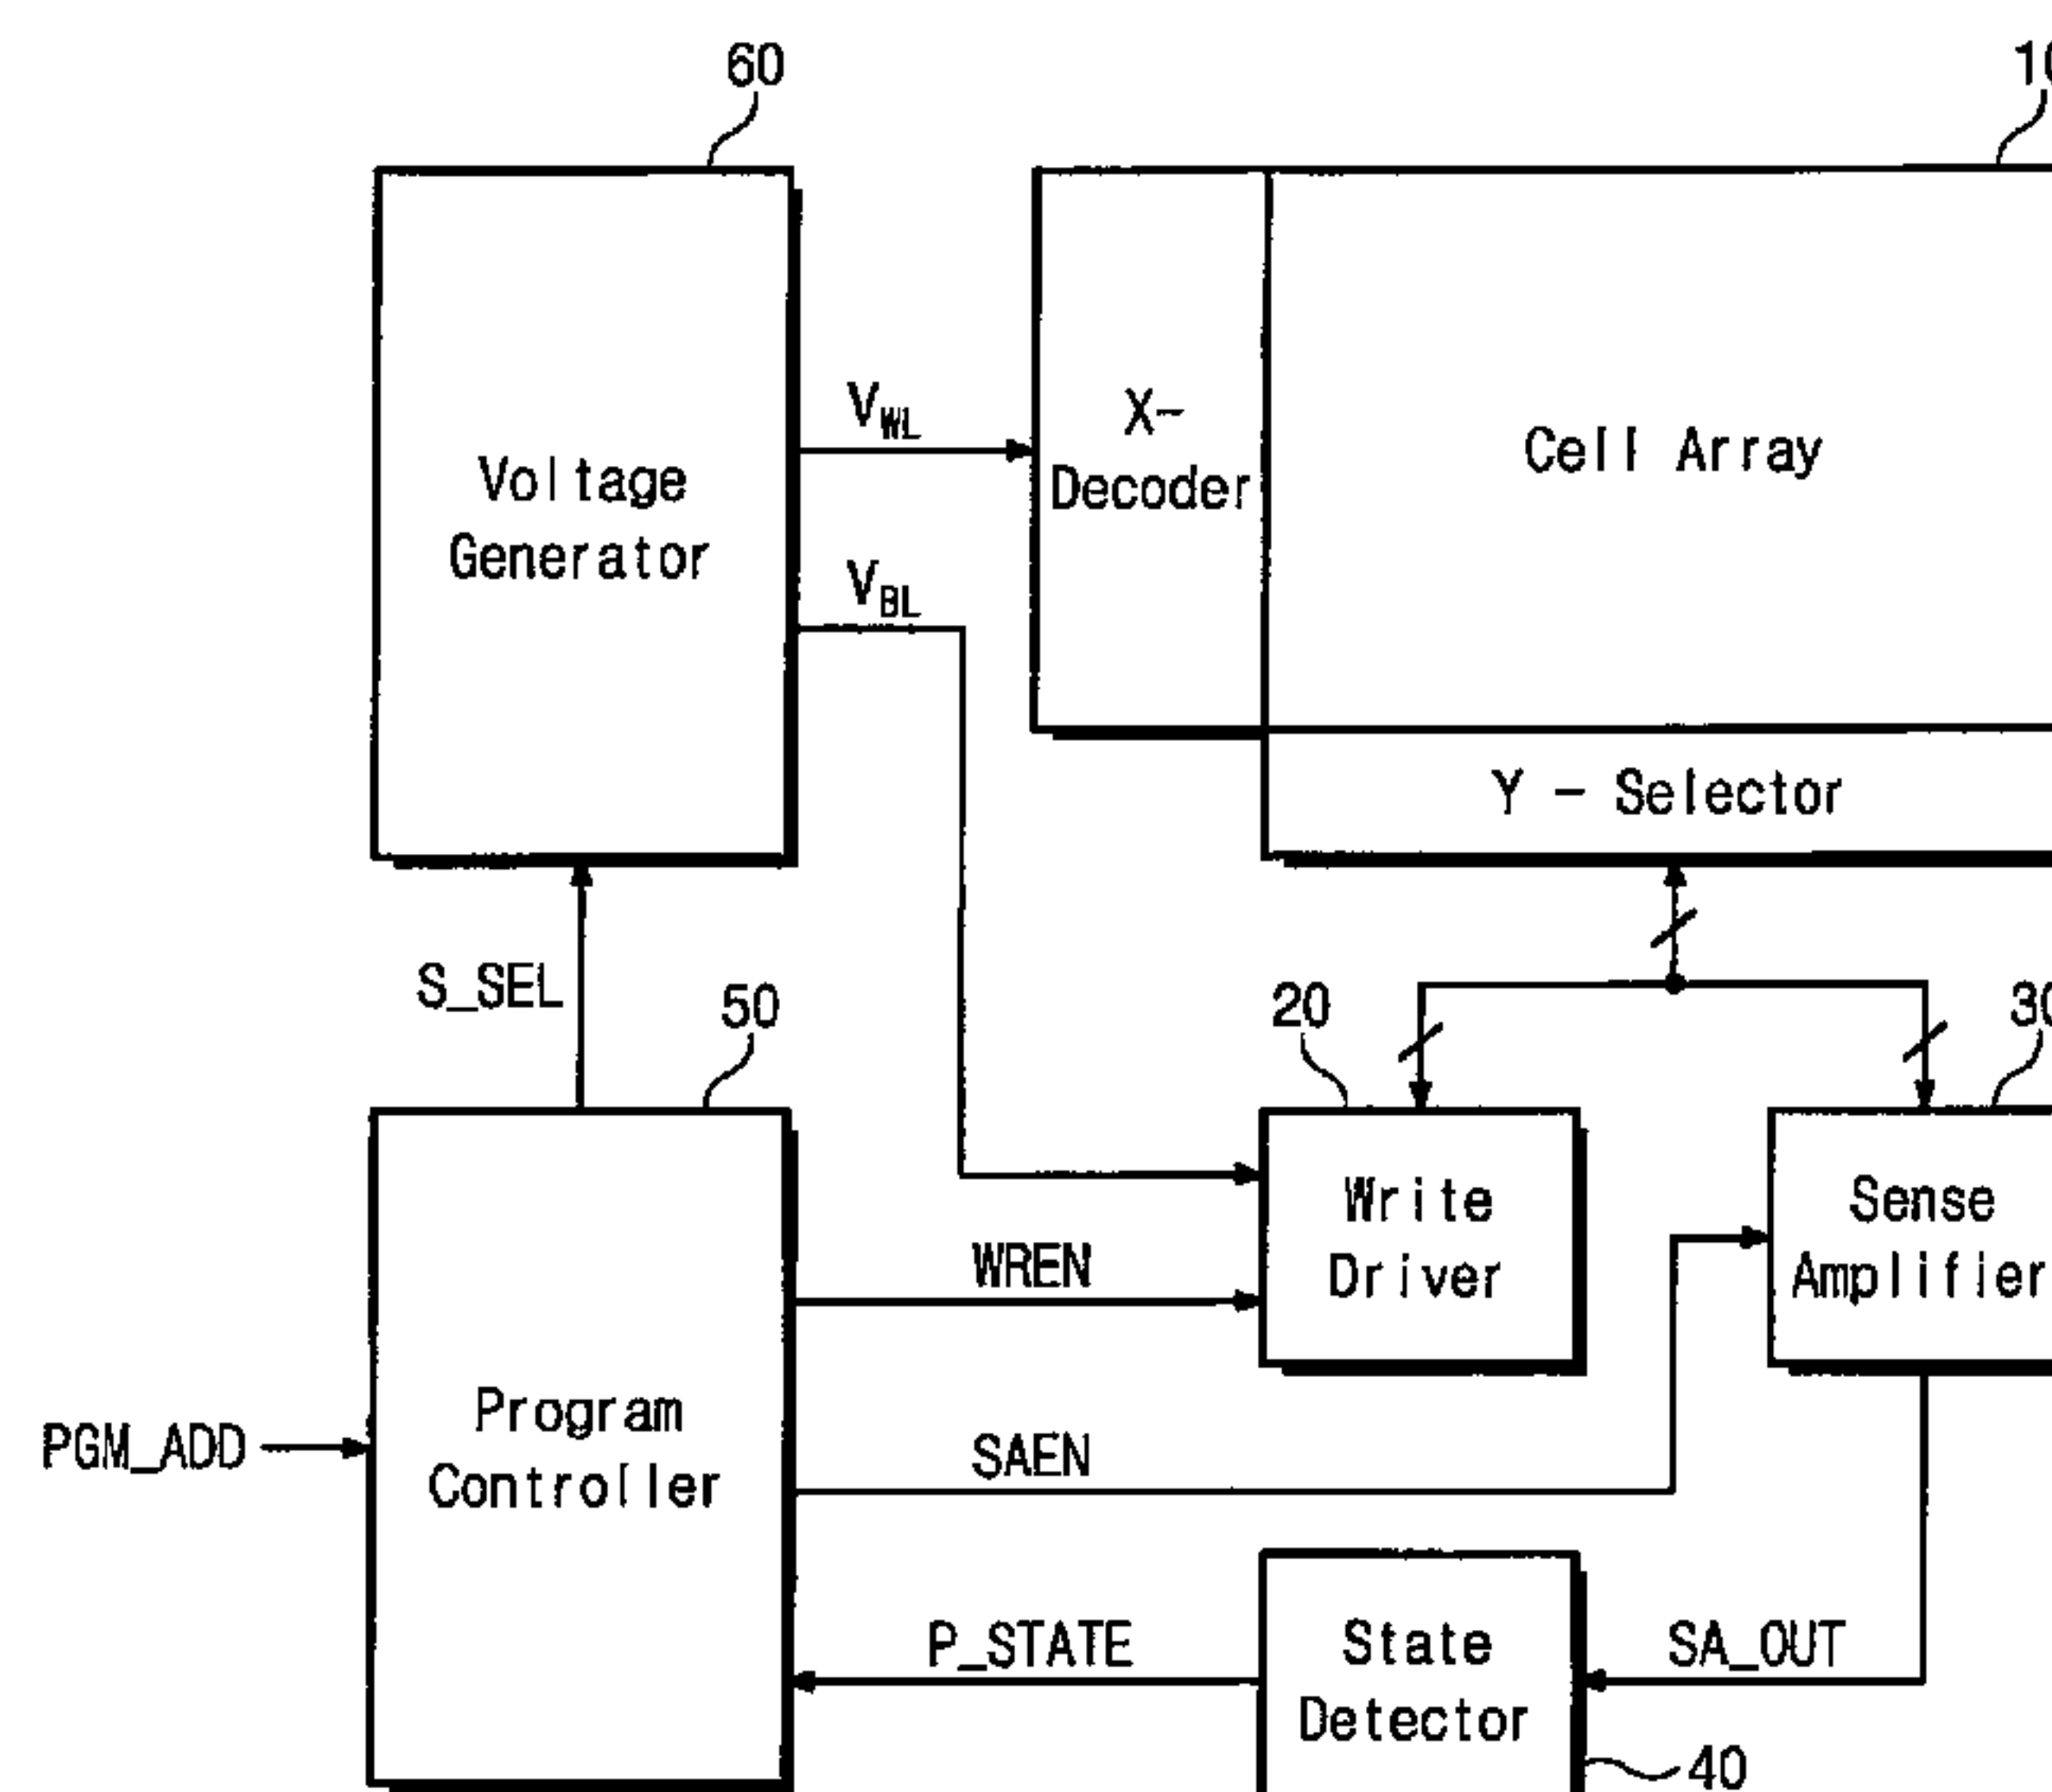 60
10
Voltage
Generator
V_WL
V_BL
X-
Decoder
Cell Array
Y - Selector
S_SEL
50
20
30
Write
Driver
Sense
Amplifier
WREN
PGM_ADD
Program
Controller
SAEN
P_STATE
State
Detector
SA_OUT
40